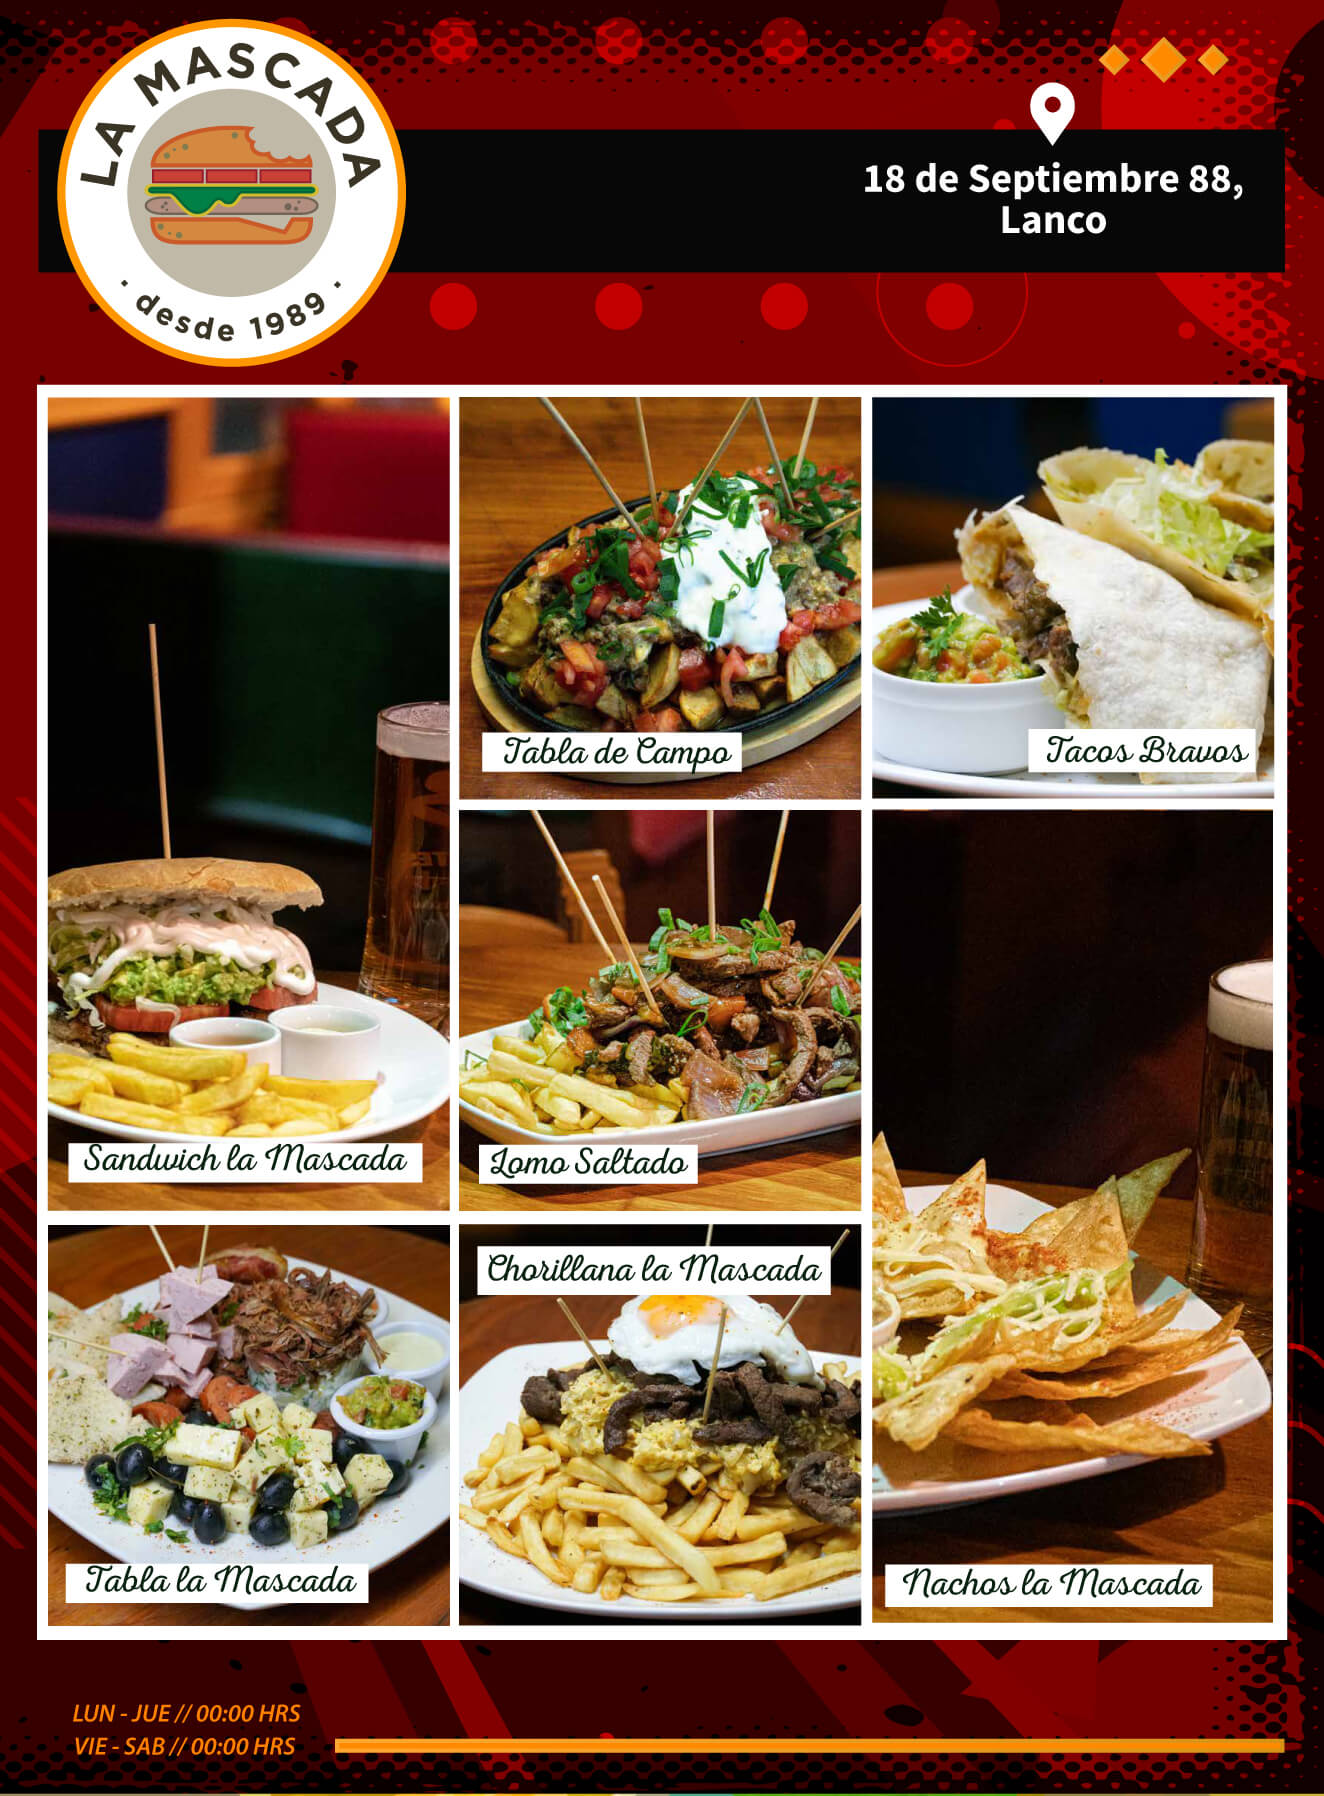 LA MASCADA
· desde 1989 ·
18 de Septiembre 88,
Lanco
Tabla de Campo
Tacos Bravos
Sandwich la Mascada
Lomo Saltado
Chorillana la Mascada
Tabla la Mascada
Nachos la Mascada
LUN - JUE // 00:00 HRS
VIE - SAB // 00:00 HRS